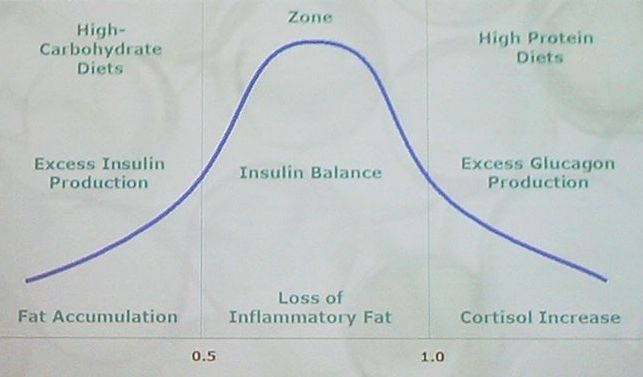 High-
Carbohydrate
Diets
Zone
High Protein
Diets
Excess Insulin
Production
Insulin Balance
Excess Glucagon
Production
Fat Accumulation
Loss of
Inflammatory Fat
Cortisol Increase
0.5
1.0